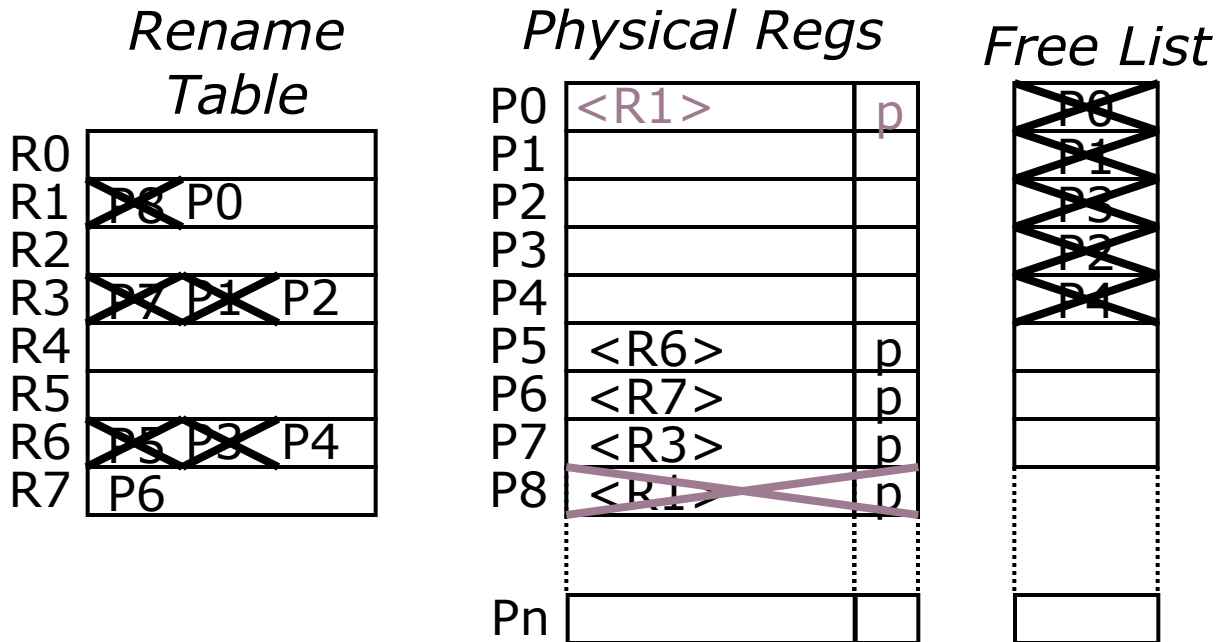 Rename
Table
R0
R1 P8 P0
R2
R3 P7 P1 P2
R4
R5
R6 P5 P3 P4
R7 P6
Physical Regs
P0 <R1> p
P1
P2
P3
P4
P5 <R6> p
P6 <R7> p
P7 <R3> p
P8 <R1> p
Pn
Free List
P0
P1
P3
P2
P4